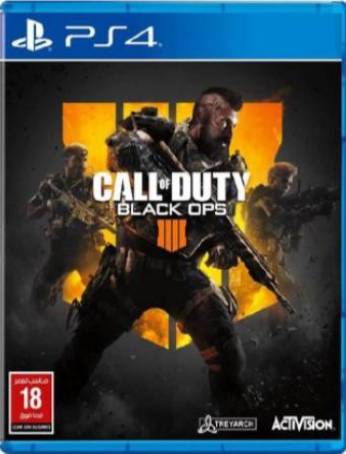 PS4
CALL OF DUTY
BLACK OPS
IIII
18
TREYARCH
ACTIVISION